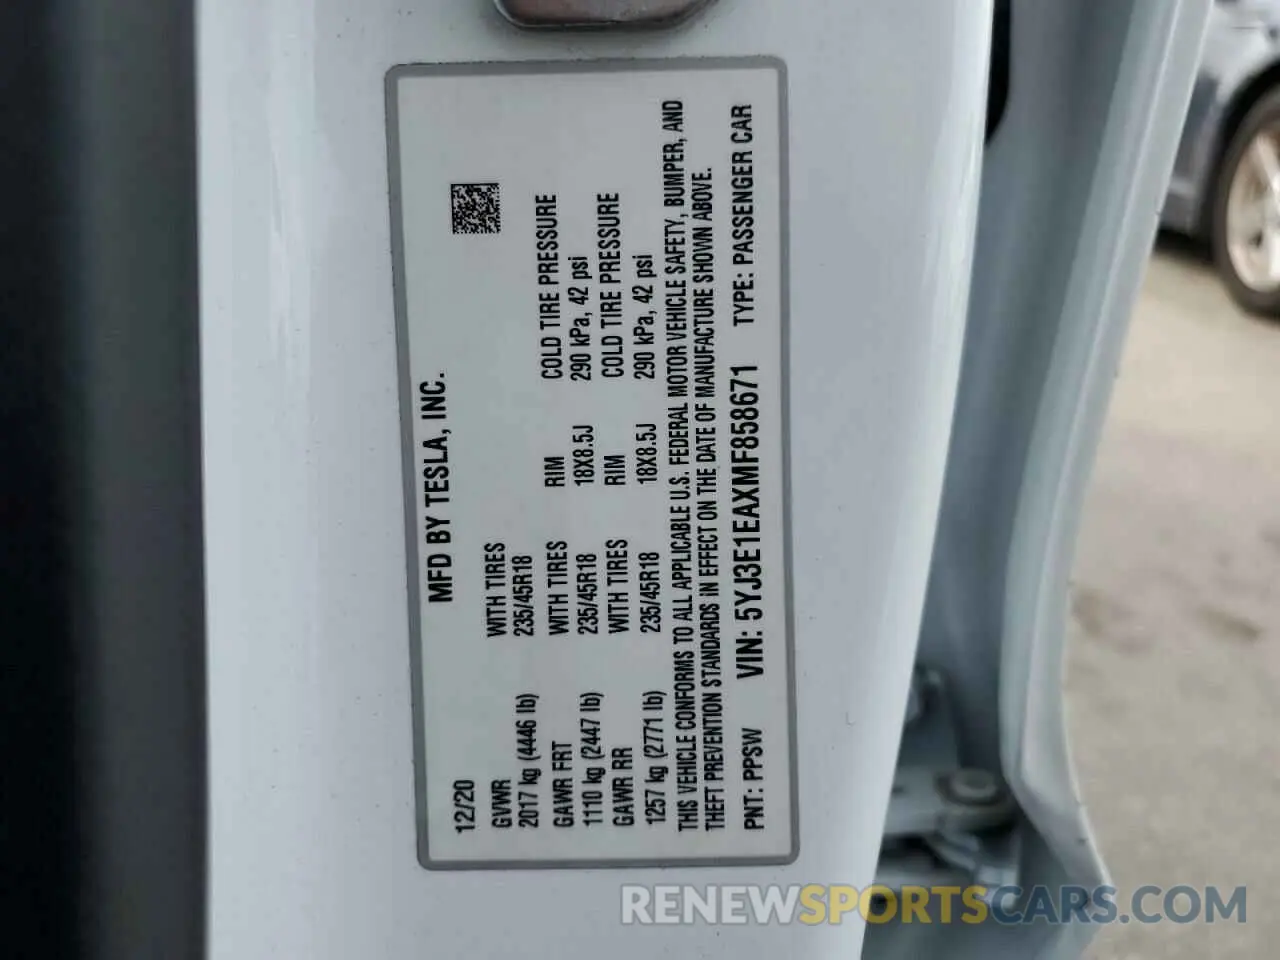 12/20 MFD BY TESLA, INC.
GVWR WITH TIRES
2017 kg (4446 lb) 235/45R18
GAWR FRT WITH TIRES RIM COLD TIRE PRESSURE
1110 kg (2447 lb) 235/45R18 18X8.5J 290 kPa, 42 psi
GAWR RR WITH TIRES RIM COLD TIRE PRESSURE
1257 kg (2771 lb) 235/45R18 18X8.5J 290 kPa, 42 psi
THIS VEHICLE CONFORMS TO ALL APPLICABLE U.S. FEDERAL MOTOR VEHICLE SAFETY, BUMPER, AND
THEFT PREVENTION STANDARDS IN EFFECT ON THE DATE OF MANUFACTURE SHOWN ABOVE.
PNT: PPSW VIN: 5YJ3E1EAXMF858671 TYPE: PASSENGER CAR
RENEWSPORTSCARS.COM